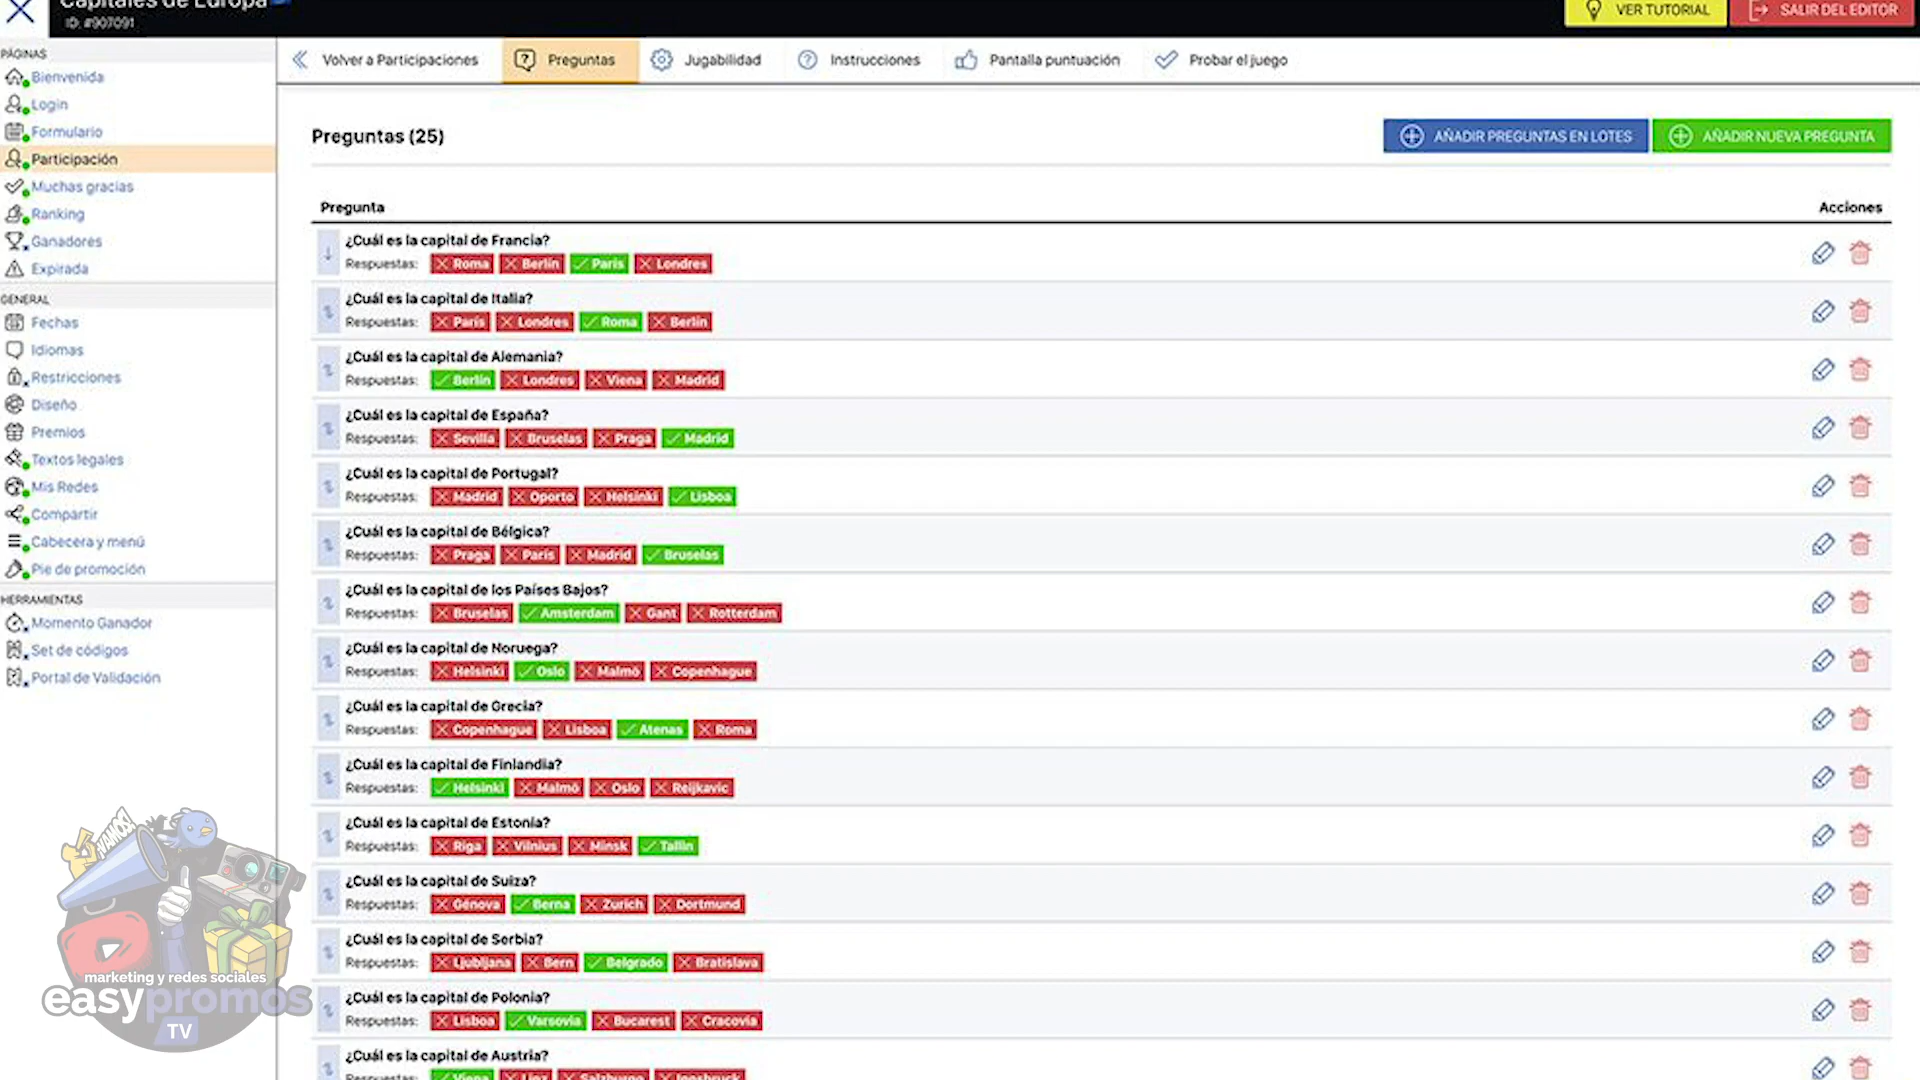 Capitales de Europa
ID: #907091
VER TUTORIAL
SALIR DEL EDITOR
PÁGINAS
Bienvenida
Login
Formulario
Participación
Muchas gracias
Ranking
Ganadores
Expirada
GENERAL
Fechas
Idiomas
Restricciones
Diseño
Premios
Textos legales
Mis Redes
Compartir
Cabecera y menú
Pie de promoción
HERRAMIENTAS
Momento Ganador
Set de códigos
Portal de Validación
Volver a Participaciones
Preguntas
Jugabilidad
Instrucciones
Pantalla puntuación
Probar el juego
Preguntas (25)
AÑADIR PREGUNTAS EN LOTES
AÑADIR NUEVA PREGUNTA
Pregunta
Acciones
¿Cuál es la capital de Francia?
Respuestas: Roma Berlín París Londres
¿Cuál es la capital de Italia?
Respuestas: París Londres Roma Berlín
¿Cuál es la capital de Alemania?
Respuestas: Berlín Londres Viena Madrid
¿Cuál es la capital de España?
Respuestas: Sevilla Bruselas Praga Madrid
¿Cuál es la capital de Portugal?
Respuestas: Madrid Oporto Helsinki Lisboa
¿Cuál es la capital de Bélgica?
Respuestas: Praga París Madrid Bruselas
¿Cuál es la capital de los Países Bajos?
Respuestas: Bruselas Amsterdam Gant Rotterdam
¿Cuál es la capital de Noruega?
Respuestas: Helsinki Oslo Malmö Copenhague
¿Cuál es la capital de Grecia?
Respuestas: Copenhague Lisboa Atenas Roma
¿Cuál es la capital de Finlandia?
Respuestas: Helsinki Malmö Oslo Reijkavic
¿Cuál es la capital de Estonia?
Respuestas: Riga Vilnius Minsk Tallin
¿Cuál es la capital de Suiza?
Respuestas: Génova Berna Zurich Dortmund
¿Cuál es la capital de Serbia?
Respuestas: Ljubljana Bern Belgrado Bratislava
¿Cuál es la capital de Polonia?
Respuestas: Lisboa Varsovia Bucarest Cracovia
¿Cuál es la capital de Austria?
Respuestas: Viena Linz Salzburgo Innsbruck
¡VAMOS!
marketing y redes sociales
easypromos
TV